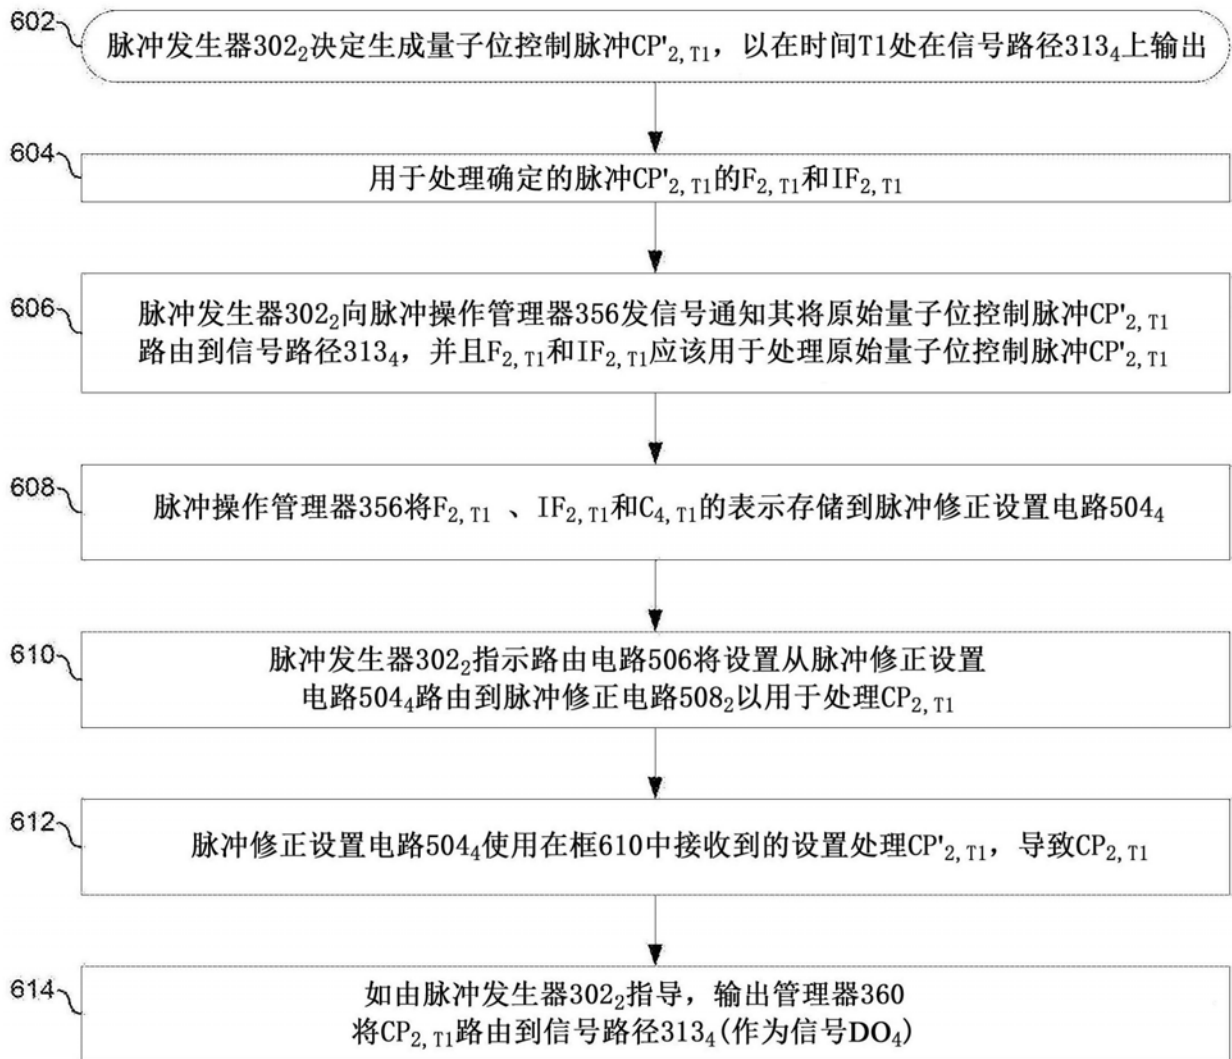 602
脉冲发生器302₂决定生成量子位控制脉冲CP'₂,T1，以在时间T1处在信号路径313₄上输出
604
用于处理确定的脉冲CP'₂,T1的F₂,T1和IF₂,T1
606
脉冲发生器302₂向脉冲操作管理器356发信号通知其将原始量子位控制脉冲CP'₂,T1
路由到信号路径313₄，并且F₂,T1和IF₂,T1应该用于处理原始量子位控制脉冲CP'₂,T1
608
脉冲操作管理器356将F₂,T1 、IF₂,T1和C₄,T1的表示存储到脉冲修正设置电路504₄
610
脉冲发生器302₂指示路由电路506将设置从脉冲修正设置
电路504₄路由到脉冲修正电路508₂以用于处理CP₂,T1
612
脉冲修正设置电路504₄使用在框610中接收到的设置处理CP'₂,T1，导致CP₂,T1
614
如由脉冲发生器302₂指导，输出管理器360
将CP₂,T1路由到信号路径313₄(作为信号DO₄)